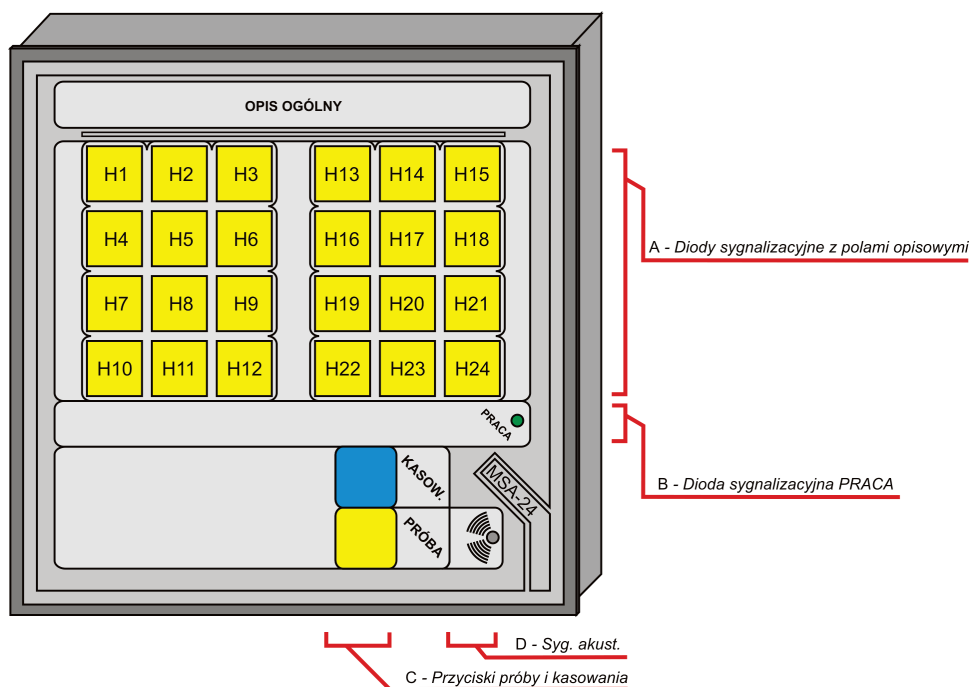 OPIS OGÓLNY
H1 H2 H3 H13 H14 H15
H4 H5 H6 H16 H17 H18
A - Diody sygnalizacyjne z polami opisowymi
H7 H8 H9 H19 H20 H21
H10 H11 H12 H22 H23 H24
PRACA
KASOW.
MSA-24
B - Dioda sygnalizacyjna PRACA
PRÓBA
D - Syg. akust.
C - Przyciski próby i kasowania